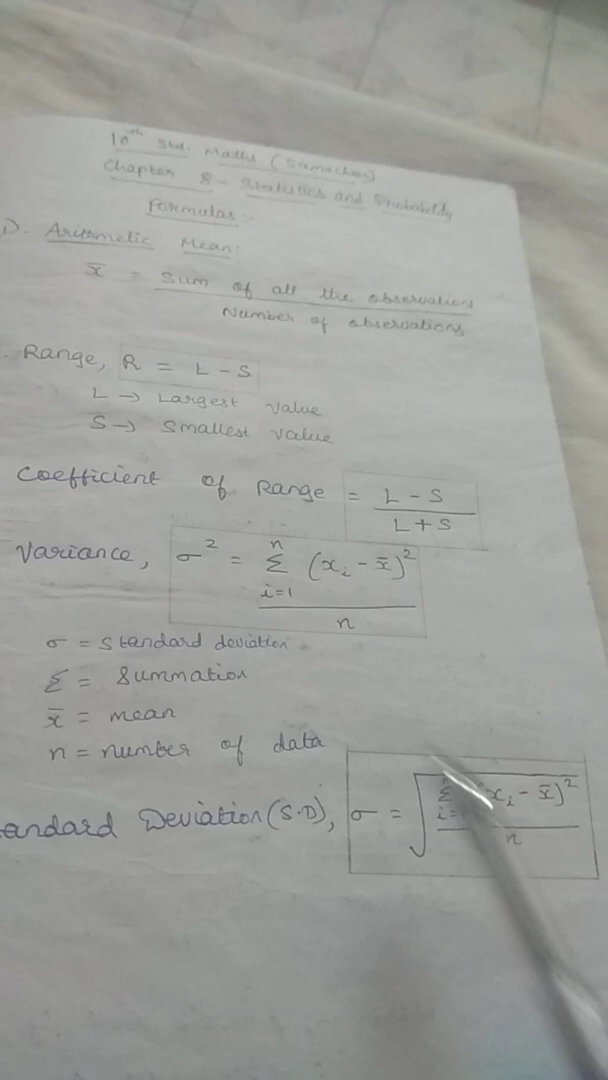 10th Std. Maths (Samacheer)
Chapter 8 - Statistics and Probability
Formulas :-
1). Arithmetic Mean:
x̄ = Sum of all the observations / Number of observations
Range, R = L - S
L → Largest value
S → Smallest value
Coefficient of Range = L - S / L + S
Variance, σ² = Σ i=1 n (xᵢ - x̄)² / n
σ = Standard deviation
Σ = Summation
x̄ = mean
n = number of data
andard Deviation (S.D), σ = √ Σ i=1 (xᵢ - x̄)² / n